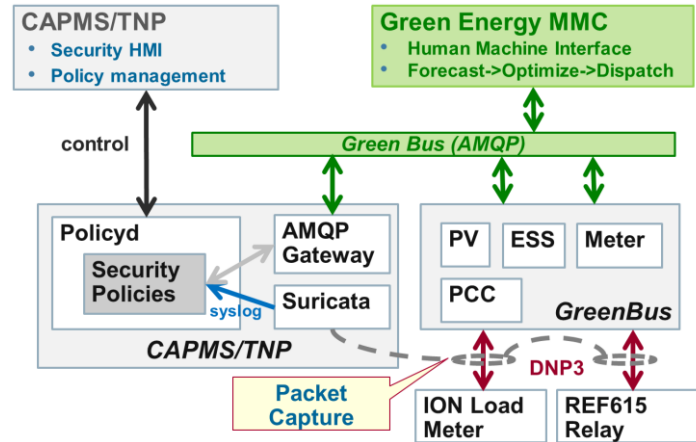 CAPMS/TNP
• Security HMI
• Policy management
Green Energy MMC
• Human Machine Interface
• Forecast->Optimize->Dispatch
control
Green Bus (AMQP)
Policyd
Security
Policies
AMQP
Gateway
Suricata
syslog
CAPMS/TNP
PV
ESS
Meter
PCC
GreenBus
DNP3
Packet
Capture
ION Load
Meter
REF615
Relay